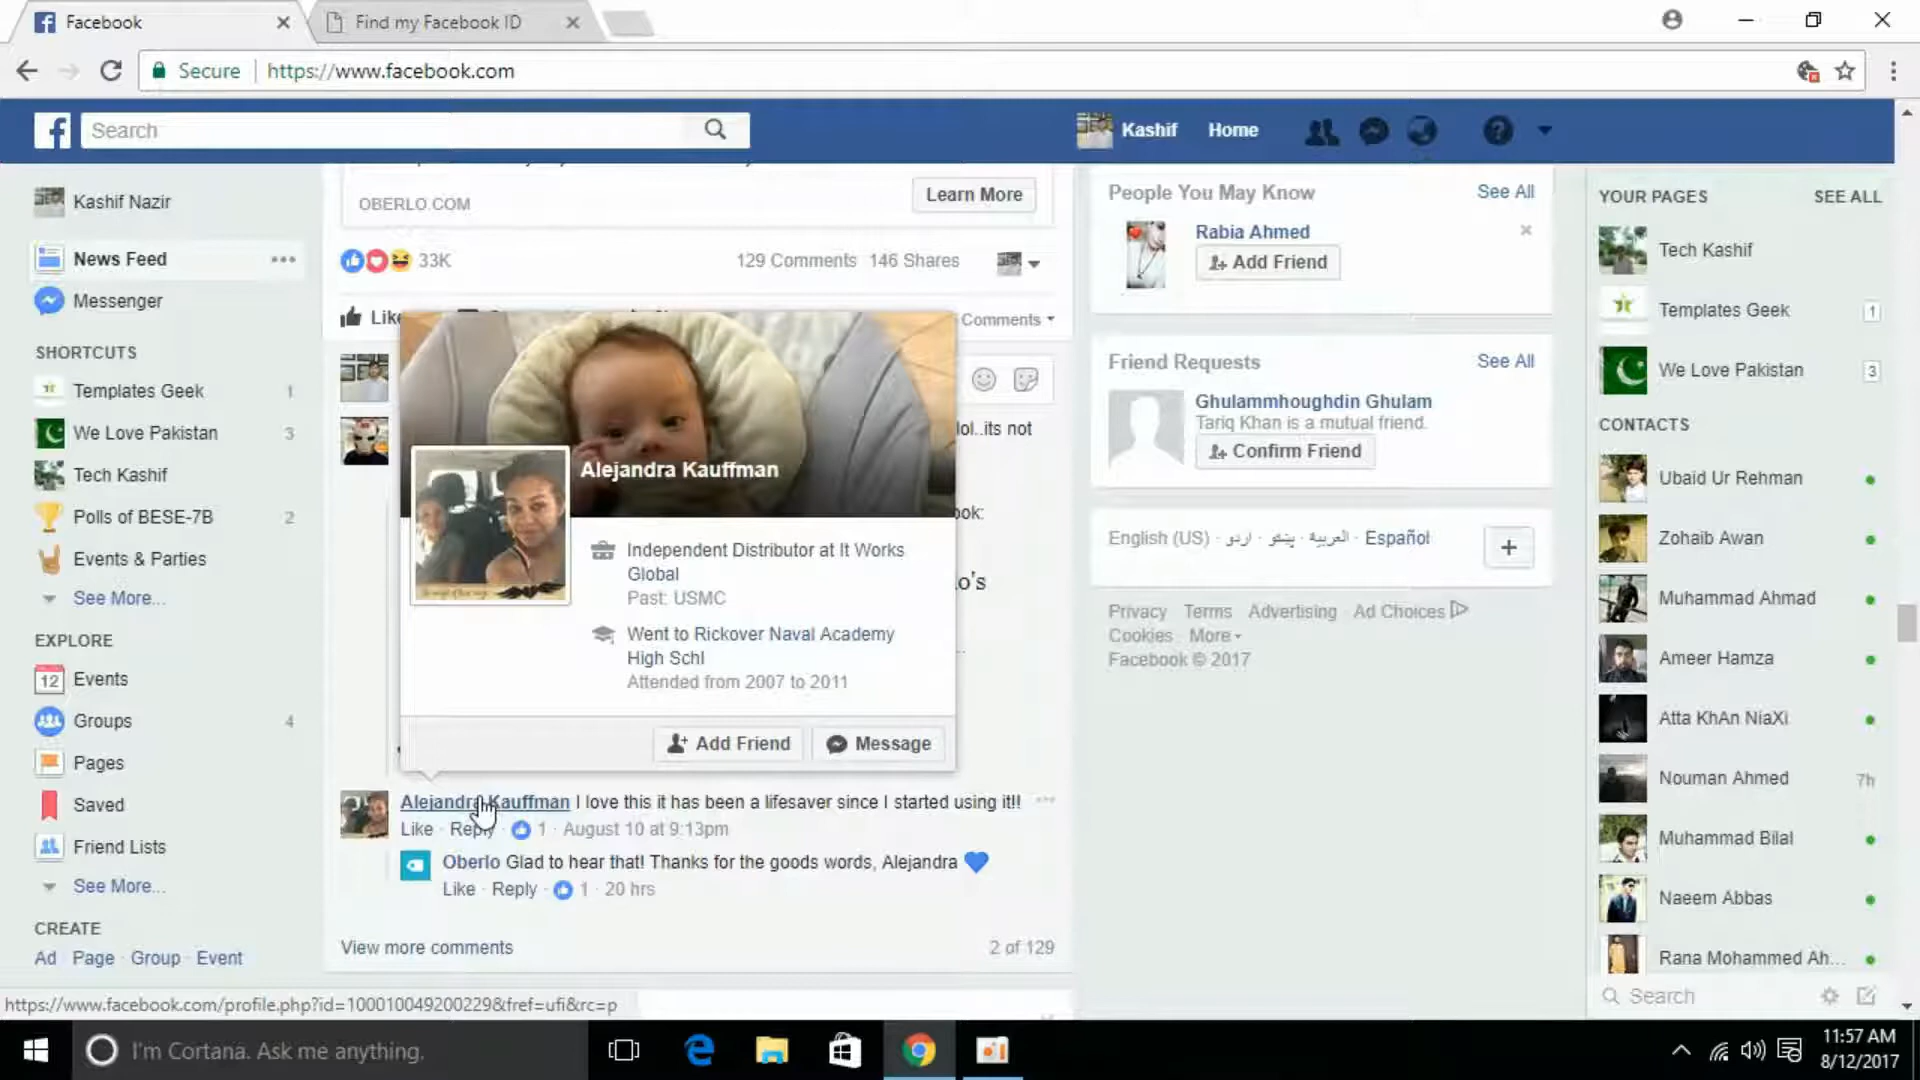 Facebook
Find my Facebook ID
Secure
https://www.facebook.com
Search
Kashif
Home
Kashif Nazir
News Feed
Messenger
SHORTCUTS
Templates Geek 1
We Love Pakistan 3
Tech Kashif
Polls of BESE-7B 2
Events & Parties
See More...
EXPLORE
12 Events
Groups 4
Pages
Saved
Friend Lists
See More...
CREATE
Ad · Page · Group · Event
OBERLO.COM
Learn More
33K
129 Comments 146 Shares
Like
Comments
lol..its not
ook:
o's
Alejandra Kauffman
Independent Distributor at It Works
Global
Past: USMC
Went to Rickover Naval Academy
High Schl
Attended from 2007 to 2011
Add Friend
Message
Alejandra Kauffman I love this it has been a lifesaver since I started using it!!
Like · Reply · 1 · August 10 at 9:13pm
Oberlo Glad to hear that! Thanks for the goods words, Alejandra
Like · Reply · 1 · 20 hrs
View more comments
2 of 129
People You May Know
See All
Rabia Ahmed
Add Friend
Friend Requests
See All
Ghulammhoughdin Ghulam
Tariq Khan is a mutual friend.
Confirm Friend
English (US) · اردو · پښتو · العربية · Español
Privacy · Terms · Advertising · Ad Choices
Cookies · More
Facebook © 2017
YOUR PAGES
SEE ALL
Tech Kashif
Templates Geek 1
We Love Pakistan 3
CONTACTS
Ubaid Ur Rehman
Zohaib Awan
Muhammad Ahmad
Ameer Hamza
Atta KhAn NiaXi
Nouman Ahmed 7h
Muhammad Bilal
Naeem Abbas
Rana Mohammed Ah...
Search
https://www.facebook.com/profile.php?id=100010049200229&fref=ufi&rc=p
I'm Cortana. Ask me anything.
11:57 AM
8/12/2017